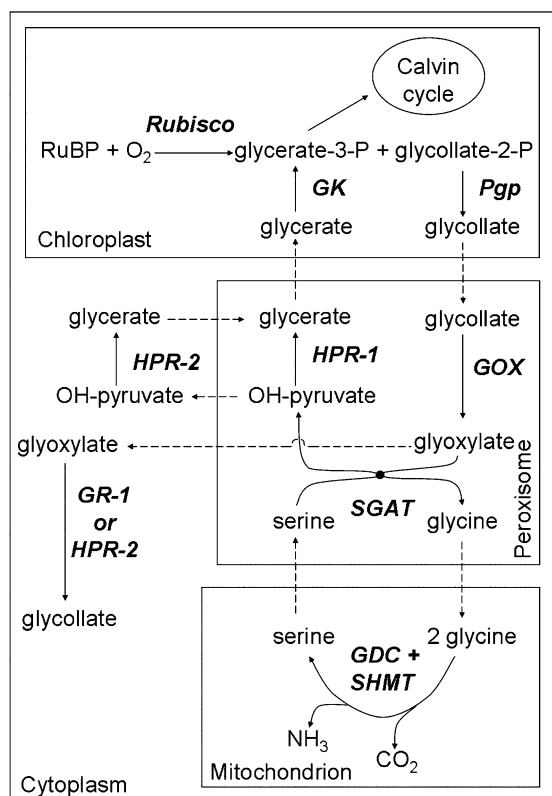 Calvin
cycle
Rubisco
RuBP + O₂ glycerate-3-P + glycollate-2-P
GK Pgp
glycerate glycollate
Chloroplast
glycerate glycerate glycollate
HPR-2 HPR-1 GOX
OH-pyruvate OH-pyruvate
glyoxylate glyoxylate
GR-1
or
HPR-2
SGAT
serine glycine
Peroxisome
glycollate
serine 2 glycine
GDC +
SHMT
NH₃
CO₂
Mitochondrion
Cytoplasm